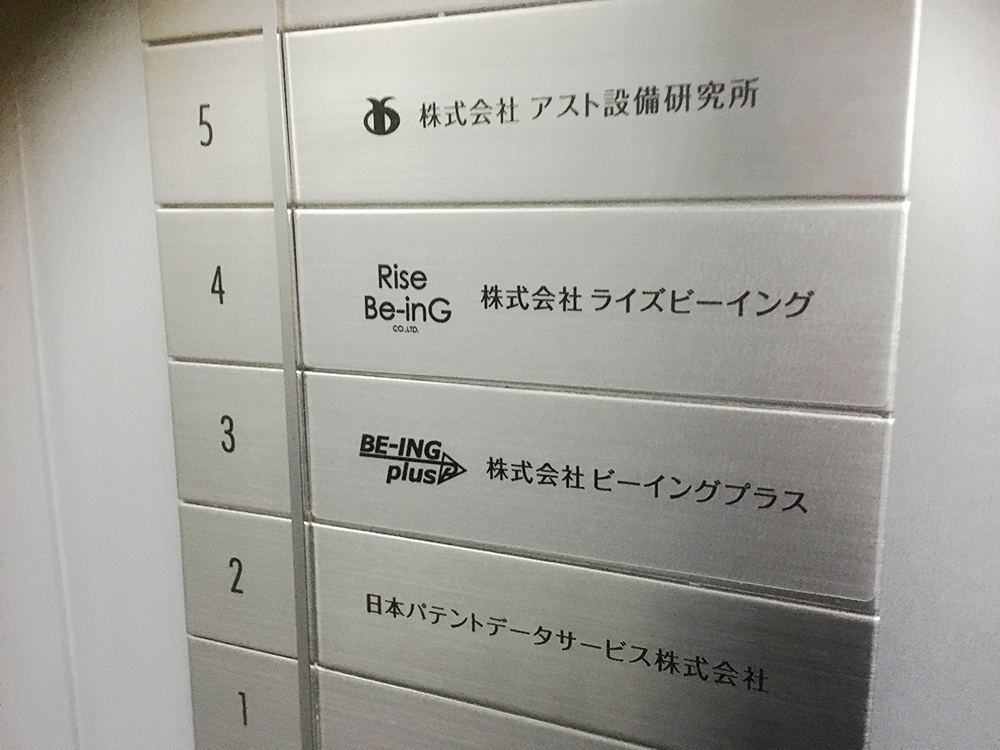 5
株式会社 アスト設備研究所
4
Rise
Be-inG
CO.,LTD.
株式会社 ライズビーイング
3
BE-ING
plus
株式会社 ビーイングプラス
2
日本パテントデータサービス株式会社
1